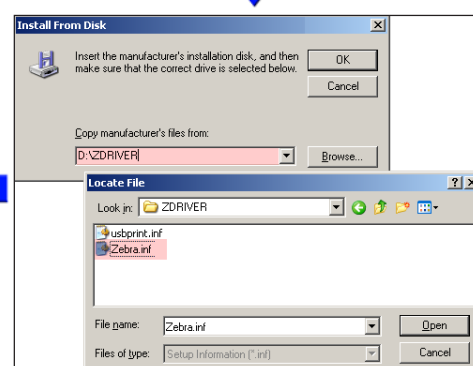 Install From Disk
Insert the manufacturer's installation disk, and then
make sure that the correct drive is selected below.
OK
Cancel
Copy manufacturer's files from:
D:\ZDRIVER
Browse...
Locate File
Look in: ZDRIVER
usbprint.inf
Zebra.inf
File name: Zebra.inf
Open
Files of type: Setup Information (*.inf)
Cancel